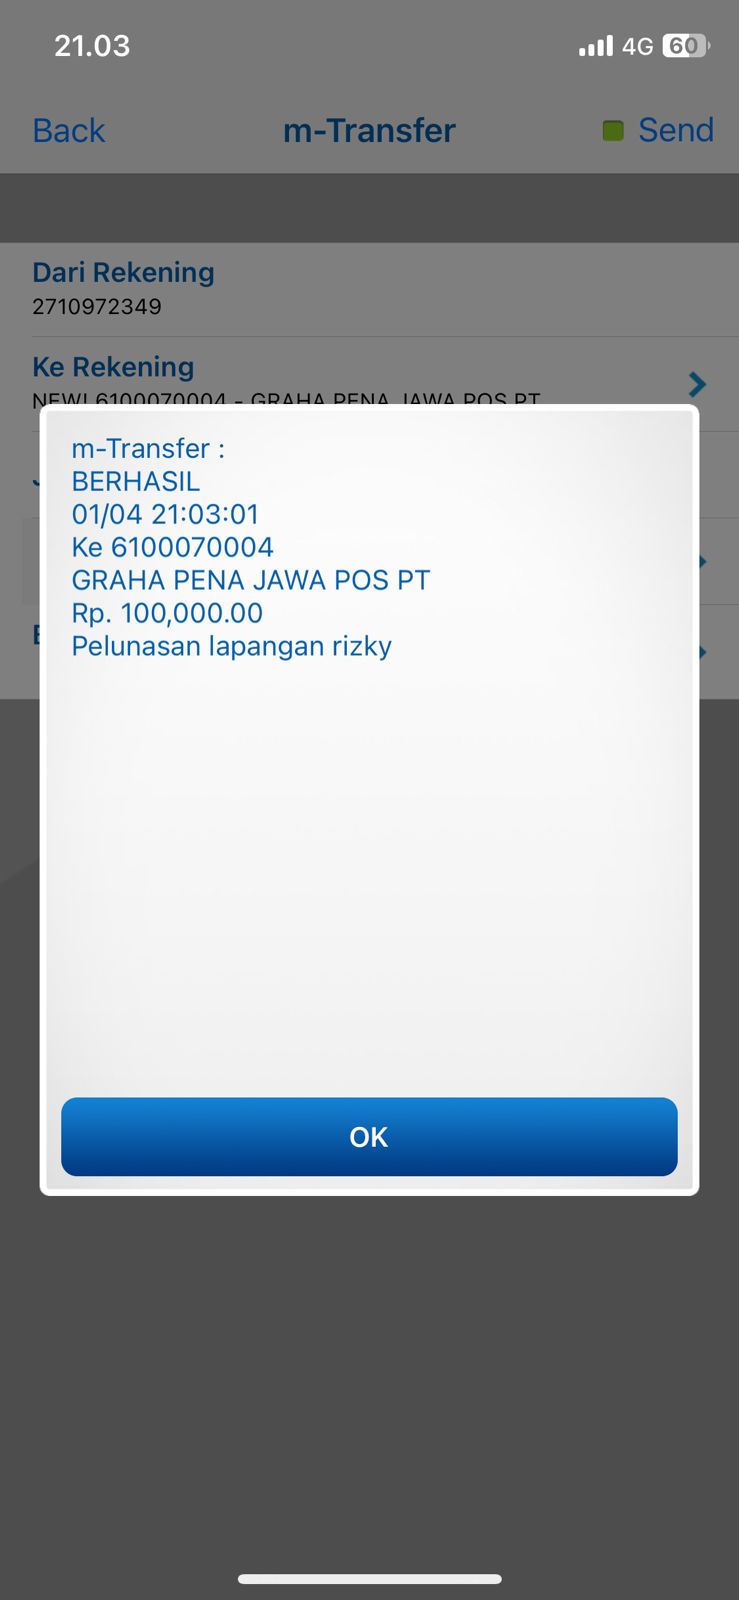 21.03
4G 60
Back m-Transfer Send
Dari Rekening
2710972349
Ke Rekening
NEW! 6100070004 - GRAHA PENA JAWA POS PT
m-Transfer :
BERHASIL
01/04 21:03:01
Ke 6100070004
GRAHA PENA JAWA POS PT
Rp. 100,000.00
Pelunasan lapangan rizky
OK